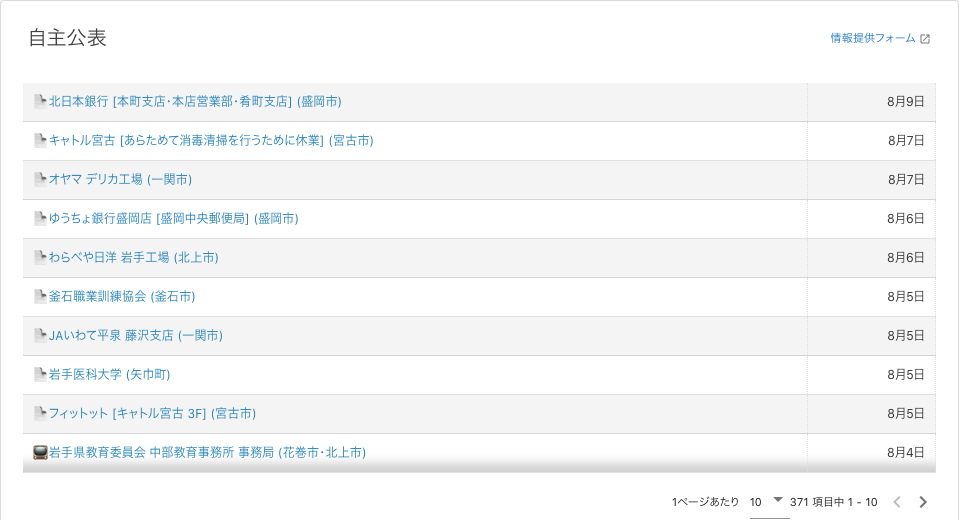 自主公表
情報提供フォーム
北日本銀行 [本町支店・本店営業部・肴町支店] (盛岡市) 8月9日
キャトル宮古 [あらためて消毒清掃を行うために休業] (宮古市) 8月7日
オヤマ デリカ工場 (一関市) 8月7日
ゆうちょ銀行盛岡店 [盛岡中央郵便局] (盛岡市) 8月6日
わらべや日洋 岩手工場 (北上市) 8月6日
釜石職業訓練協会 (釜石市) 8月5日
JAいわて平泉 藤沢支店 (一関市) 8月5日
岩手医科大学 (矢巾町) 8月5日
フィットット [キャトル宮古 3F] (宮古市) 8月5日
岩手県教育委員会 中部教育事務所 事務局 (花巻市・北上市) 8月4日
1ページあたり 10 371 項目中 1 - 10